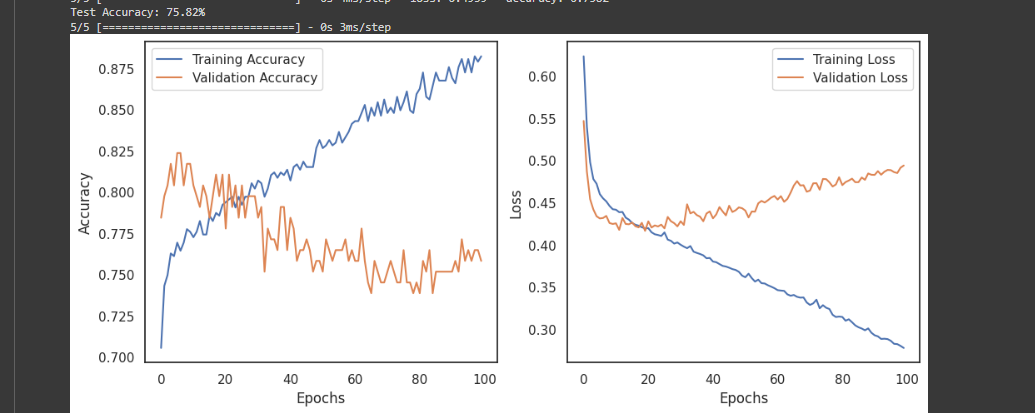 Test Accuracy: 75.82%
5/5 [==============================] - 0s 3ms/step
Training Accuracy
Validation Accuracy
0.875
0.850
0.825
0.800
0.775
0.750
0.725
0.700
Accuracy
0 20 40 60 80 100
Epochs
Training Loss
Validation Loss
0.60
0.55
0.50
0.45
0.40
0.35
0.30
Loss
0 20 40 60 80 100
Epochs